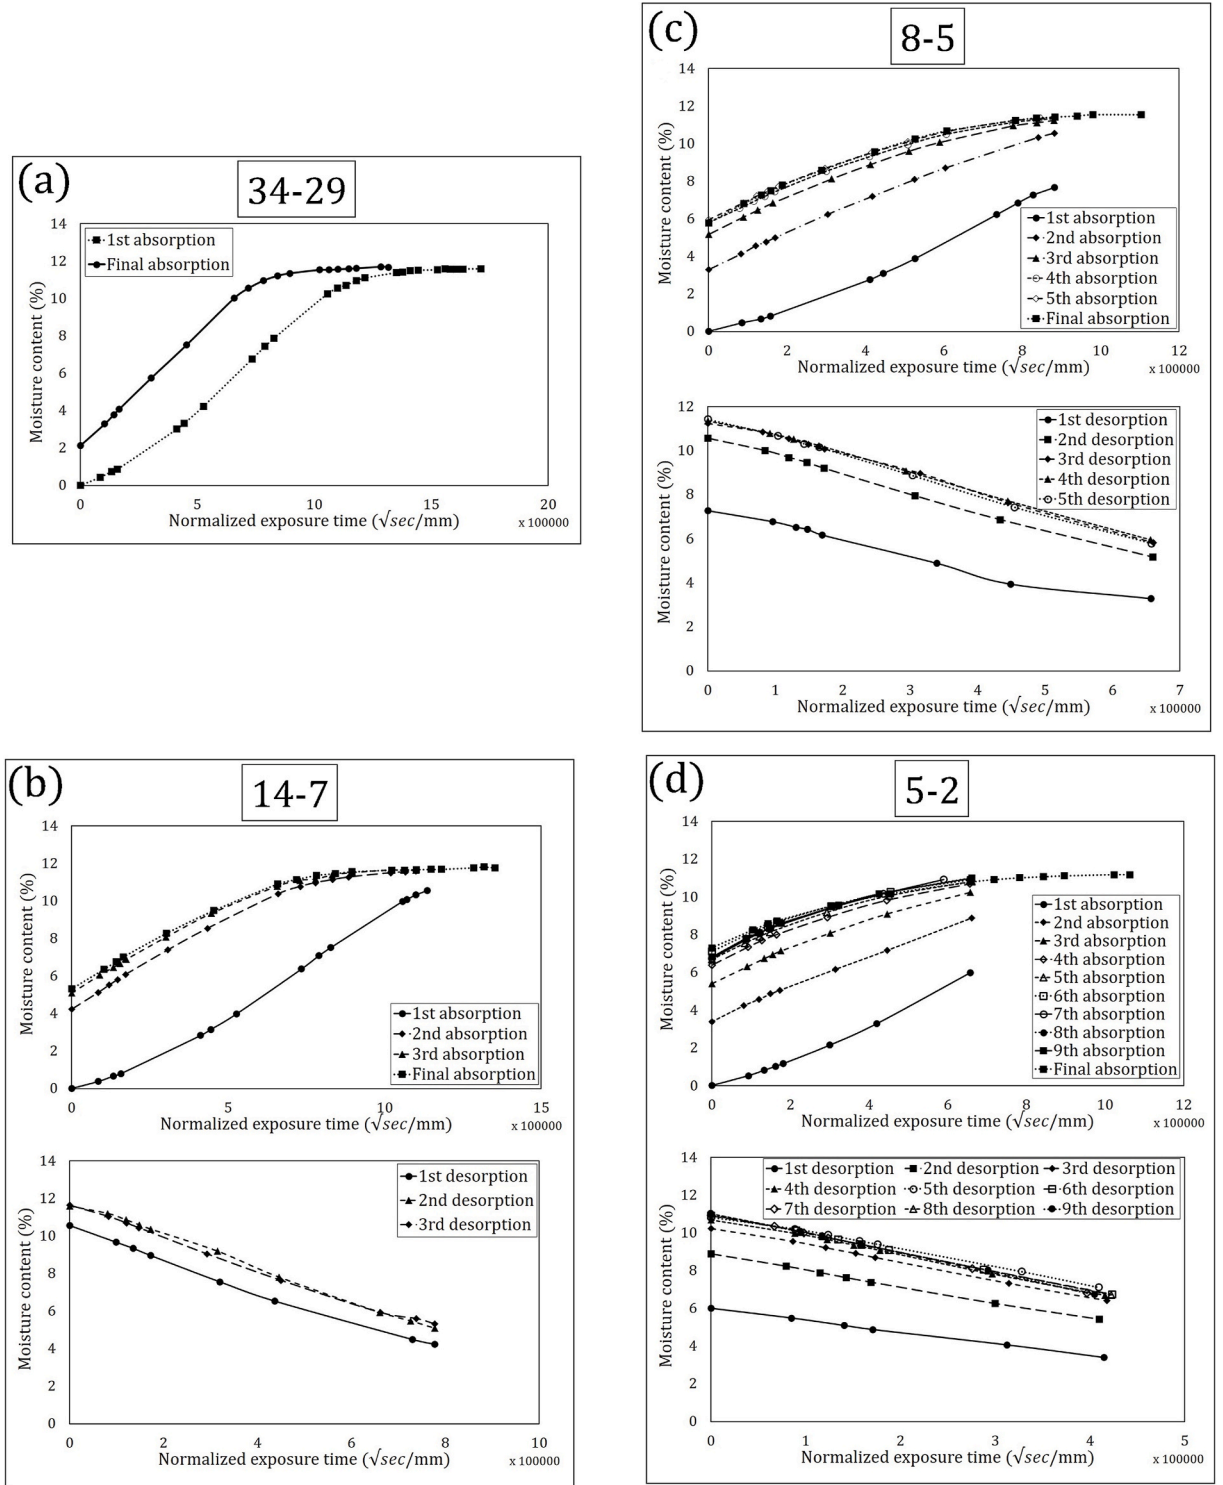 (a)
34-29
14
12
10
8
6
4
2
0
Moisture content (%)
1st absorption
Final absorption
0 5 10 15 20
Normalized exposure time (√sec/mm) x 100000
(b)
14-7
14
12
10
8
6
4
2
0
Moisture content (%)
1st absorption
2nd absorption
3rd absorption
Final absorption
0 5 10 15
Normalized exposure time (√sec/mm) x 100000
14
12
10
8
6
4
2
0
Moisture content (%)
1st desorption
2nd desorption
3rd desorption
0 2 4 6 8 10
Normalized exposure time (√sec/mm) x 100000
(c)
8-5
14
12
10
8
6
4
2
0
Moisture content (%)
1st absorption
2nd absorption
3rd absorption
4th absorption
5th absorption
Final absorption
0 2 4 6 8 10 12
Normalized exposure time (√sec/mm) x 100000
12
10
8
6
4
2
0
Moisture content (%)
1st desorption
2nd desorption
3rd desorption
4th desorption
5th desorption
0 1 2 3 4 5 6 7
Normalized exposure time (√sec/mm) x 100000
(d)
5-2
14
12
10
8
6
4
2
0
Moisture content (%)
1st absorption
2nd absorption
3rd absorption
4th absorption
5th absorption
6th absorption
7th absorption
8th absorption
9th absorption
Final absorption
0 2 4 6 8 10 12
Normalized exposure time (√sec/mm) x 100000
14
12
10
8
6
4
2
0
Moisture content (%)
1st desorption 2nd desorption 3rd desorption
4th desorption 5th desorption 6th desorption
7th desorption 8th desorption 9th desorption
0 1 2 3 4 5
Normalized exposure time (√sec/mm) x 100000